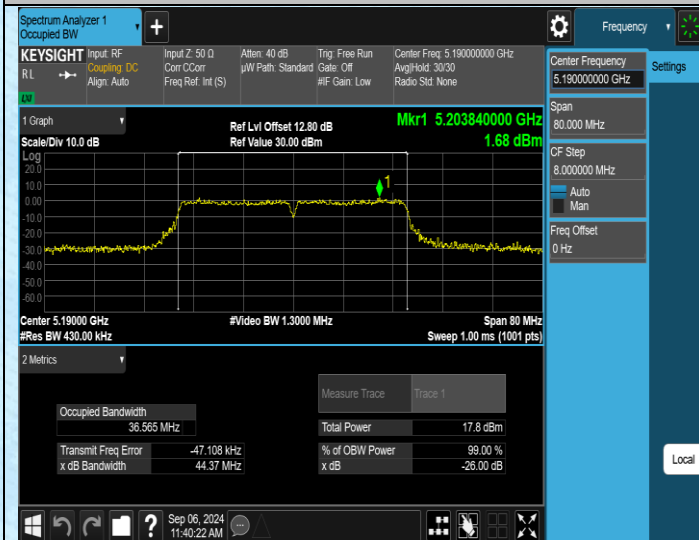 Spectrum Analyzer 1
Occupied BW
Frequency
KEYSIGHT
RL
Input: RF
Coupling: DC
Align: Auto
Input Z: 50 Ω
Corr CCorr
Freq Ref: Int (S)
Atten: 40 dB
µW Path: Standard
Trig: Free Run
Gate: Off
#IF Gain: Low
Center Freq: 5.190000000 GHz
Avg|Hold: 30/30
Radio Std: None
LXI
Center Frequency
5.190000000 GHz
Settings
Span
80.000 MHz
CF Step
8.000000 MHz
Auto
Man
Freq Offset
0 Hz
1 Graph
Ref Lvl Offset 12.80 dB
Mkr1 5.203840000 GHz
Scale/Div 10.0 dB
Ref Value 30.00 dBm
1.68 dBm
Log
20.0
10.0
0.00
-10.0
-20.0
-30.0
-40.0
-50.0
-60.0
1
Center 5.19000 GHz
#Video BW 1.3000 MHz
Span 80 MHz
#Res BW 430.00 kHz
Sweep 1.00 ms (1001 pts)
2 Metrics
Measure Trace
Trace 1
Occupied Bandwidth
36.565 MHz
Total Power
17.8 dBm
Transmit Freq Error
-47.108 kHz
% of OBW Power
99.00 %
x dB Bandwidth
44.37 MHz
x dB
-26.00 dB
Local
?
Sep 06, 2024
11:40:22 AM